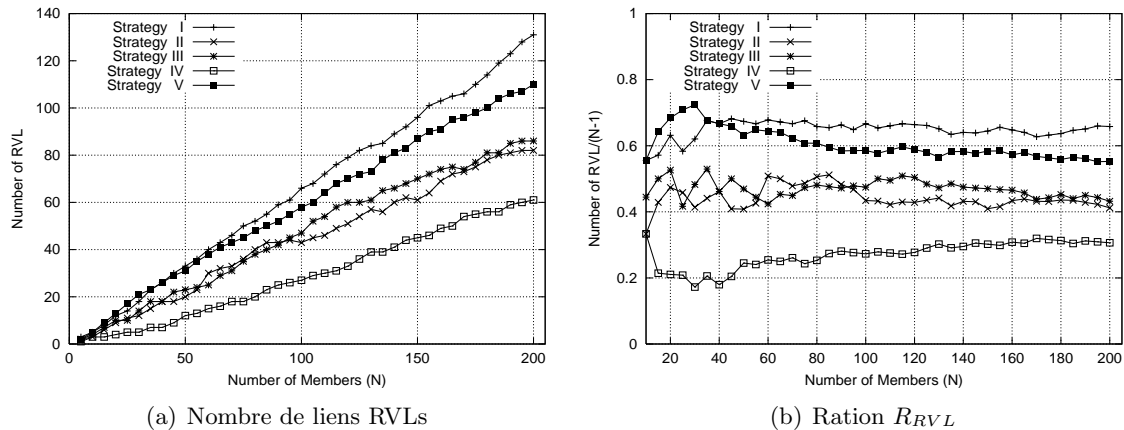 140
120
100
80
60
40
20
0
Number of RVL
Strategy I
Strategy II
Strategy III
Strategy IV
Strategy V
0 50 100 150 200
Number of Members (N)
(a) Nombre de liens RVLs
1
0.8
0.6
0.4
0.2
0
Number of RVL/(N-1)
Strategy I
Strategy II
Strategy III
Strategy IV
Strategy V
20 40 60 80 100 120 140 160 180 200
Number of Members (N)
(b) Ration R_{RVL}